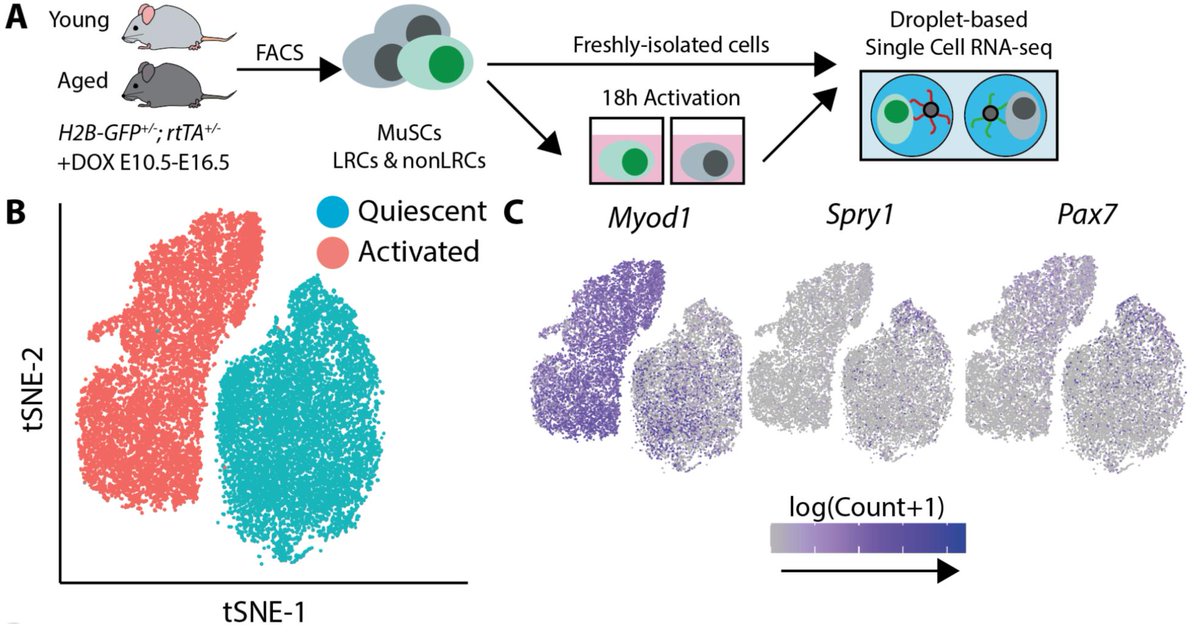 A
Young
Aged
H2B-GFP+/-; rtTA+/-
+DOX E10.5-E16.5
FACS
MuSCs
LRCs & nonLRCs
Freshly-isolated cells
18h Activation
Droplet-based
Single Cell RNA-seq
B
Quiescent
Activated
tSNE-2
tSNE-1
C
Myod1
Spry1
Pax7
log(Count+1)